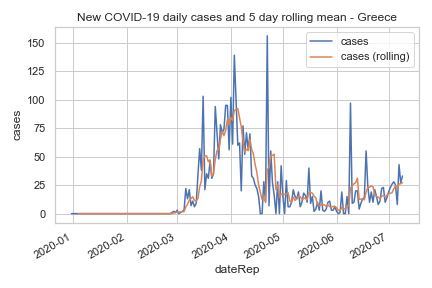 New COVID-19 daily cases and 5 day rolling mean - Greece
cases
cases (rolling)
150
125
100
75
50
25
0
cases
2020-01
2020-02
2020-03
2020-04
2020-05
2020-06
2020-07
dateRep